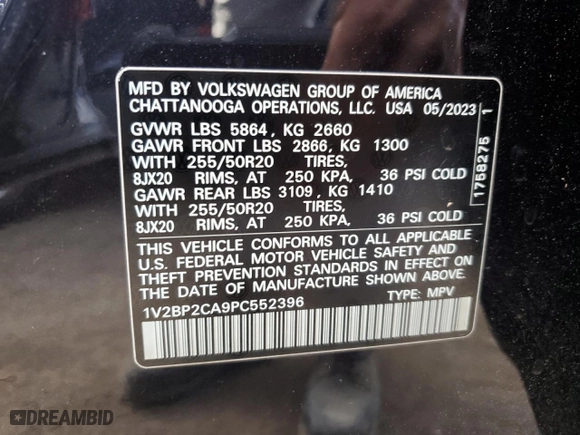 MFD BY VOLKSWAGEN GROUP OF AMERICA
CHATTANOOGA OPERATIONS, LLC. USA 05/2023
GVWR LBS 5864, KG 2660
GAWR FRONT LBS 2866, KG 1300
WITH 255/50R20 TIRES,
8JX20 RIMS, AT 250 KPA, 36 PSI COLD
GAWR REAR LBS 3109, KG 1410
WITH 255/50R20 TIRES,
8JX20 RIMS, AT 250 KPA, 36 PSI COLD
THIS VEHICLE CONFORMS TO ALL APPLICABLE
U.S. FEDERAL MOTOR VEHICLE SAFETY AND
THEFT PREVENTION STANDARDS IN EFFECT ON
THE DATE OF MANUFACTURE SHOWN ABOVE.
1V2BP2CA9PC552396 TYPE: MPV
1758275 1
DREAMBID